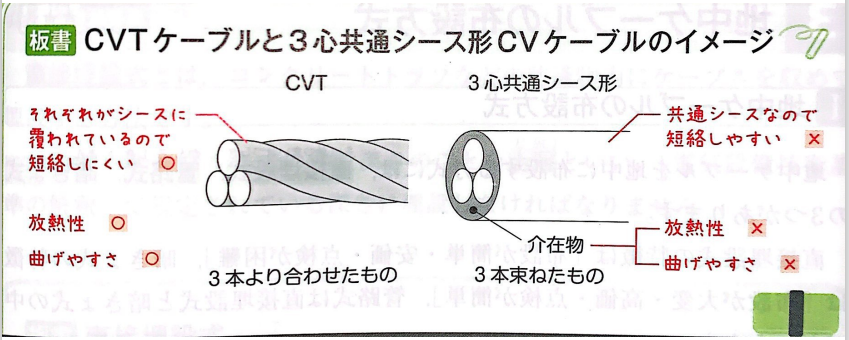 板書 CVTケーブルと3心共通シース形CVケーブルのイメージ
CVT
それぞれがシースに
覆われているので
短絡しにくい ○
放熱性 ○
曲げやすさ ○
3本より合わせたもの
3心共通シース形
共通シースなので
短絡しやすい ×
介在物
放熱性 ×
曲げやすさ ×
3本束ねたもの